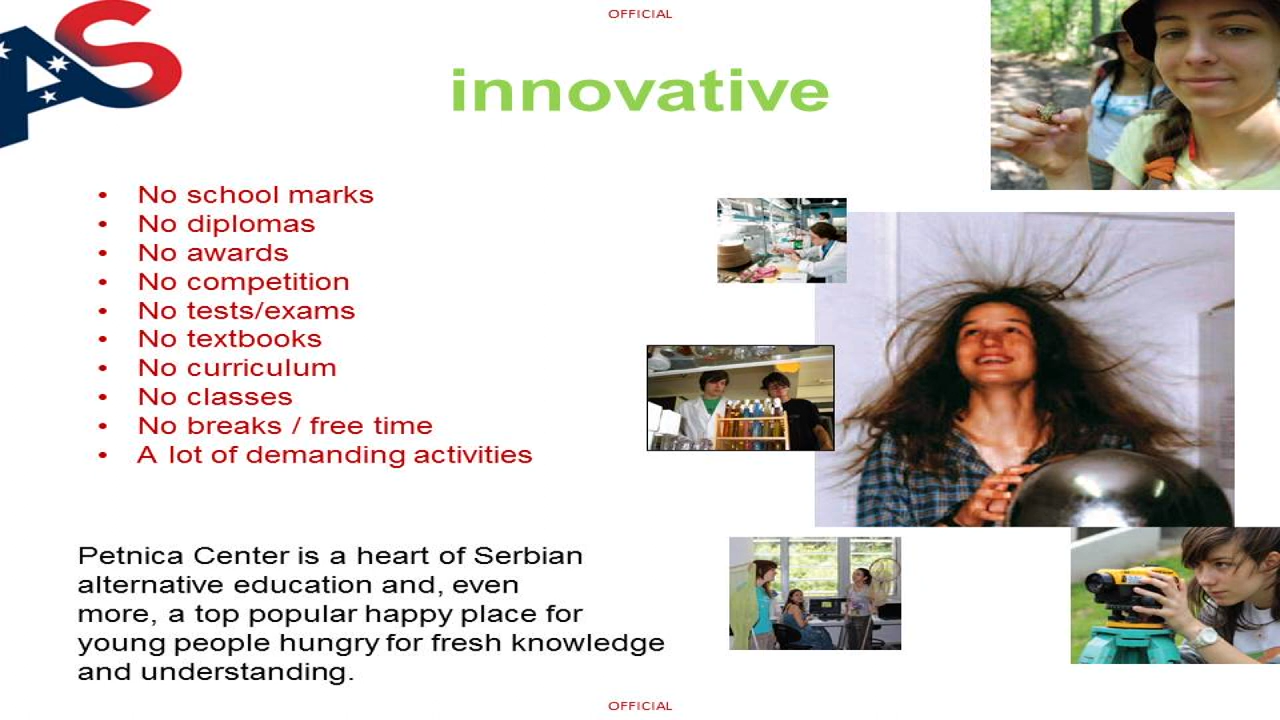 OFFICIAL
AS
innovative
• No school marks
• No diplomas
• No awards
• No competition
• No tests/exams
• No textbooks
• No curriculum
• No classes
• No breaks / free time
• A lot of demanding activities
Petnica Center is a heart of Serbian
alternative education and, even
more, a top popular happy place for
young people hungry for fresh knowledge
and understanding.
OFFICIAL